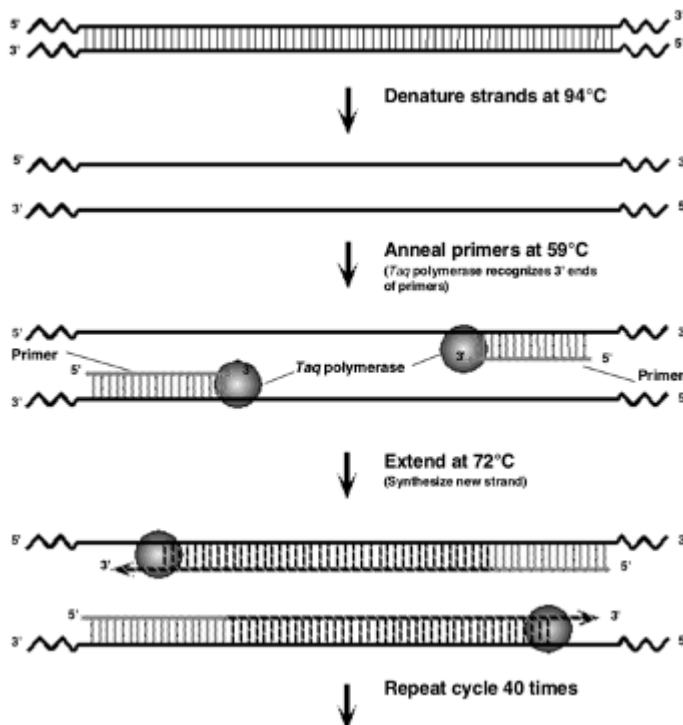 5' 3'
3' 5'
Denature strands at 94°C
5' 3
3' 5
Anneal primers at 59°C
(Taq polymerase recognizes 3' ends
of primers)
5' 3
Primer 3'
5' 3' Taq polymerase 5'
Primer
3' 5
Extend at 72°C
(Synthesize new strand)
5' 3
3' 5'
5' 3'
3' 5
Repeat cycle 40 times